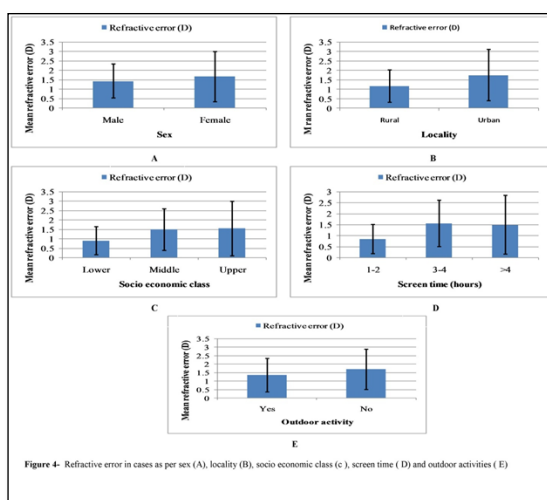 Refractive error (D)
Mean refractive error (D)
3.5
3
2.5
2
1.5
1
0.5
0
Male Female
Sex
A
Refractive error (D)
M ran refractive error (D)
3.5
3
2.5
2
1.5
1
0.5
0
Rural Urban
Locality
B
Refractive error (D)
Mean refractive error (D)
3.5
3
2.5
2
1.5
1
0.5
0
Lower Middle Upper
Socio economic class
C
Refractive error (D)
Mean refractive error (D)
3
2.5
2
1.5
1
0.5
0
1-2 3-4 >4
Screen time (hours)
D
Refractive error (D)
Mean refractive error (D)
3.5
3
2.5
2
1.5
1
0.5
0
Yes No
Outdoor activity
E
Figure 4- Refractive error in cases as per sex (A), locality (B), socio economic class (c ), screen time ( D) and outdoor activities ( E)